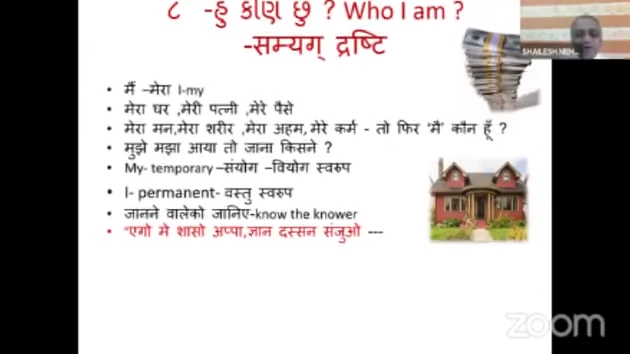 ૮ -હું કોણ છું ? Who I am ?
-सम्यग् द्रष्टि
SHAILESH
• मैं –मेरा I-my
• मेरा घर ,मेरी पत्नी ,मेरे पैसे
• मेरा मन,मेरा शरीर ,मेरा अहम,मेरे कर्म - तो फिर 'मै' कौन हूँ ?
• मुझे मझा आया तो जाना किसने ?
• My- temporary –संयोग –वियोग स्वरुप
• I- permanent- वस्तु स्वरुप
• जानने वालेको जानिए-know the knower
• "एगो मे शासो अप्पा,ज्ञान दस्सन संजुओ ---
zoom